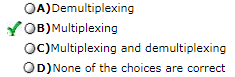 A)Demultiplexing
B)Multiplexing
C)Multiplexing and demultiplexing
D)None of the choices are correct